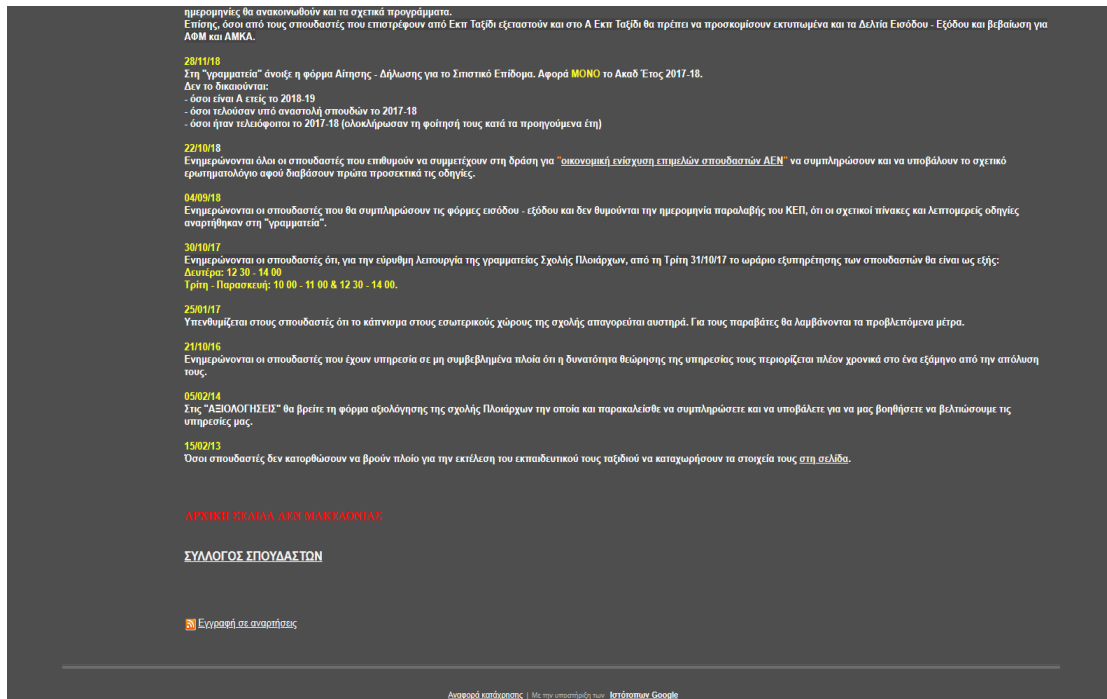 ημερομηνίες θα ανακοινωθούν και τα σχετικά προγράμματα.
Επίσης, όσοι από τους σπουδαστές που επιστρέφουν από Εκπ Ταξίδι εξεταστούν και στο Α Εκπ Ταξίδι θα πρέπει να προσκομίσουν εκτυπωμένα και τα Δελτία Εισόδου - Εξόδου και βεβαίωση για
ΑΦΜ και ΑΜΚΑ.
28/11/18
Στη "γραμματεία" άνοιξε η φόρμα Αίτησης - Δήλωσης για το Σιτιστικό Επίδομα. Αφορά ΜΟΝΟ το Ακαδ Έτος 2017-18.
Δεν το δικαιούνται:
- όσοι είναι Α ετείς το 2018-19
- όσοι τελούσαν υπό αναστολή σπουδών το 2017-18
- όσοι ήταν τελειόφοιτοι το 2017-18 (ολοκλήρωσαν τη φοίτησή τους κατά τα προηγούμενα έτη)
22/10/18
Ενημερώνονται όλοι οι σπουδαστές που επιθυμούν να συμμετέχουν στη δράση για "οικονομική ενίσχυση επιμελών σπουδαστών ΑΕΝ" να συμπληρώσουν και να υποβάλουν το σχετικό
ερωτηματολόγιο αφού διαβάσουν πρώτα προσεκτικά τις οδηγίες.
04/09/18
Ενημερώνονται οι σπουδαστές που θα συμπληρώσουν τις φόρμες εισόδου - εξόδου και δεν θυμούνται την ημερομηνία παραλαβής του ΚΕΠ, ότι οι σχετικοί πίνακες και λεπτομερείς οδηγίες
αναρτήθηκαν στη "γραμματεία".
30/10/17
Ενημερώνονται οι σπουδαστές ότι, για την εύρυθμη λειτουργία της γραμματείας Σχολής Πλοιάρχων, από τη Τρίτη 31/10/17 το ωράριο εξυπηρέτησης των σπουδαστών θα είναι ως εξής:
Δευτέρα: 12 30 - 14 00
Τρίτη - Παρασκευή: 10 00 - 11 00 & 12 30 - 14 00.
25/01/17
Υπενθυμίζεται στους σπουδαστές ότι το κάπνισμα στους εσωτερικούς χώρους της σχολής απαγορεύται αυστηρά. Για τους παραβάτες θα λαμβάνονται τα προβλεπόμενα μέτρα.
21/10/16
Ενημερώνονται οι σπουδαστές που έχουν υπηρεσία σε μη συμβεβλημένα πλοία ότι η δυνατότητα θεώρησης της υπηρεσίας τους περιορίζεται πλέον χρονικά στο ένα εξάμηνο από την απόλυση
τους.
05/02/14
Στις "ΑΞΙΟΛΟΓΗΣΕΙΣ" θα βρείτε τη φόρμα αξιολόγησης της σχολής Πλοιάρχων την οποία και παρακαλείσθε να συμπληρώσετε και να υποβάλετε για να μας βοηθήσετε να βελτιώσουμε τις
υπηρεσίες μας.
15/02/13
Όσοι σπουδαστές δεν κατορθώσουν να βρούν πλοίο για την εκτέλεση του εκπαιδευτικού τους ταξιδιού να καταχωρήσουν τα στοιχεία τους στη σελίδα.
ΑΡΧΙΚΗ ΣΕΛΙΔΑ ΑΕΝ ΜΑΚΕΔΟΝΙΑΣ
ΣΥΛΛΟΓΟΣ ΣΠΟΥΔΑΣΤΩΝ
Εγγραφή σε αναρτήσεις
Αναφορά κατάχρησης | Με την υποστήριξη των Ιστότοπων Google